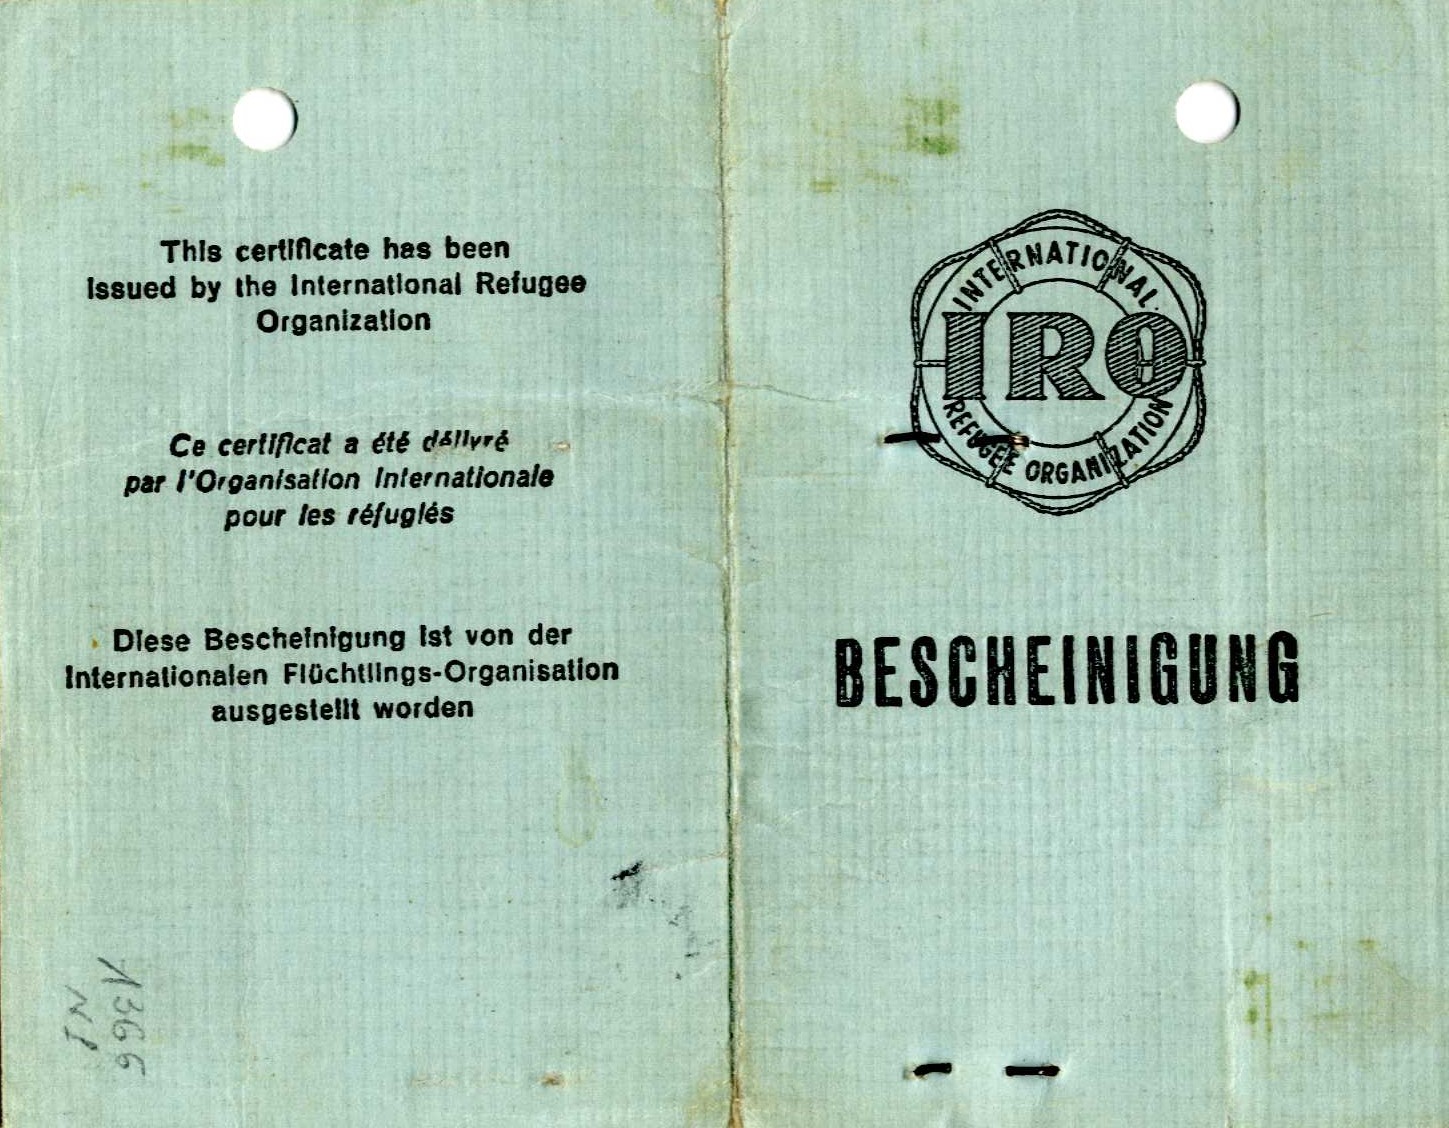 This certificate has been
issued by the International Refugee
Organization
Ce certificat a été délivré
par l'Organisation Internationale
pour les réfugiés
Diese Bescheinigung ist von der
Internationalen Flüchtlings-Organisation
ausgestellt worden
1366
INTERNATIONAL
IRO
REFUGEE ORGANIZATION
BESCHEINIGUNG